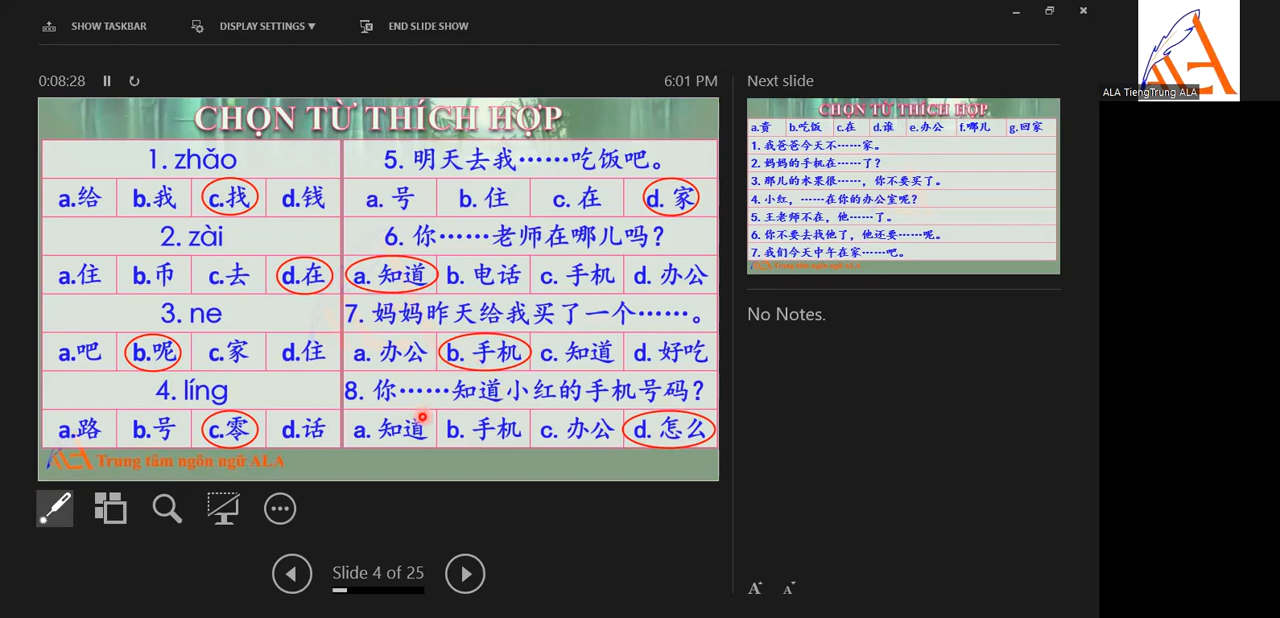 SHOW TASKBAR
DISPLAY SETTINGS ▼
END SLIDE SHOW
0:08:28
6:01 PM
Next slide
CHỌN TỪ THÍCH HỢP
1. zhǎo
a.给 b.我 c.找 d.钱
2. zài
a.住 b.币 c.去 d.在
3. ne
a.吧 b.呢 c.家 d.住
4. líng
a.路 b.号 c.零 d.话
5. 明天去我……吃饭吧。
a. 号 b. 住 c. 在 d. 家
6. 你……老师在哪儿吗?
a. 知道 b. 电话 c. 手机 d. 办公
7. 妈妈昨天给我买了一个……。
a. 办公 b. 手机 c. 知道 d. 好吃
8. 你……知道小红的手机号码?
a. 知道 b. 手机 c. 办公 d. 怎么
ALA Trung tâm ngôn ngữ ALA
CHỌN TỪ THÍCH HỢP
a.贵 b.吃饭 c.在 d.谁 e.办公 f.哪儿 g.回家
1. 我爸爸今天不……家。
2. 妈妈的手机在……了?
3. 那儿的水果很……,你不要买了。
4. 小红,……在你的办公室呢?
5. 王老师不在,他……了。
6. 你不要去找他了,他还要……呢。
7. 我们今天中午在家……吧。
ALA Trung tâm ngôn ngữ ALA
No Notes.
Slide 4 of 25
A A
ALA
ALA TiengTrung ALA